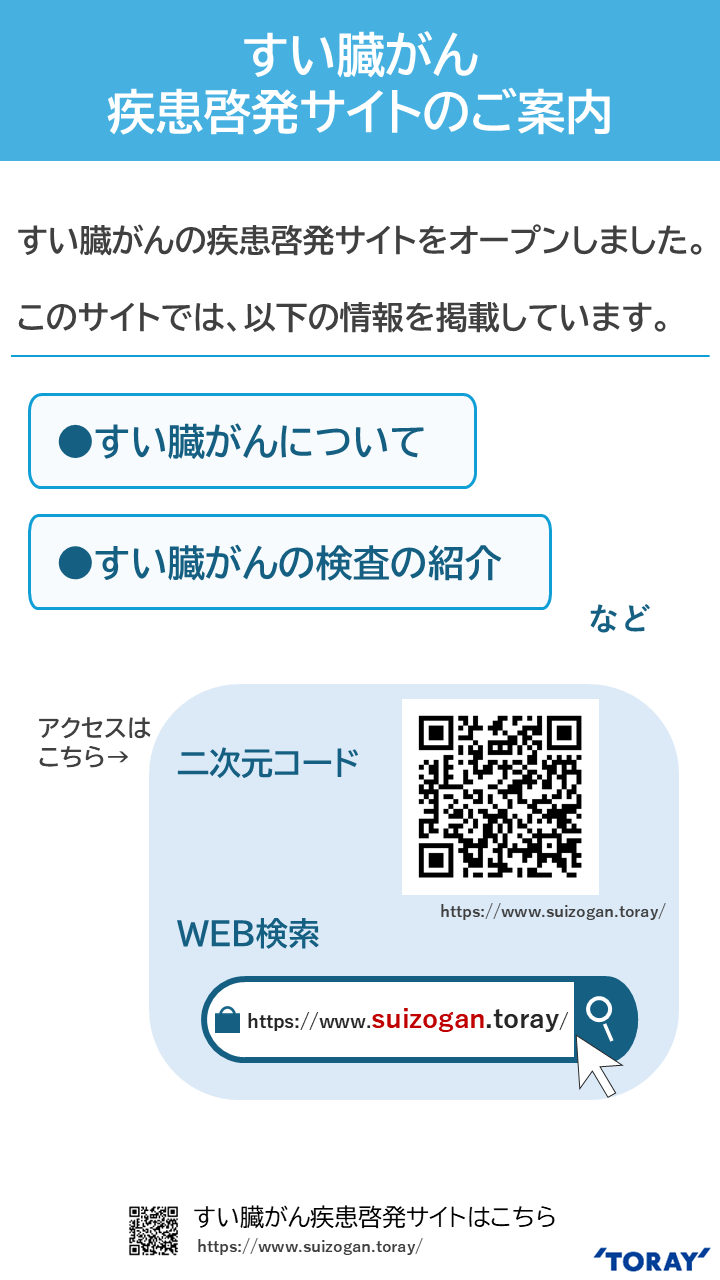 すい臓がん
疾患啓発サイトのご案内
すい臓がんの疾患啓発サイトをオープンしました。
このサイトでは、以下の情報を掲載しています。
●すい臓がんについて
●すい臓がんの検査の紹介
など
アクセスは
こちら→
二次元コード
https://www.suizogan.toray/
WEB検索
https://www.suizogan.toray/
すい臓がん疾患啓発サイトはこちら
https://www.suizogan.toray/
'TORAY'